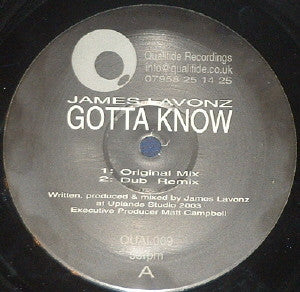 Qualitide Recordings
info@qualitide.co.uk
07958 25 14 25
JAMES LAVONZ
GOTTA KNOW
1: Original Mix
2: Dub Remix
Written, produced & mixed by James Lavonz
at Uplands Studio 2003
Executive Producer Matt Campbell
QUAL009
33rpm
A